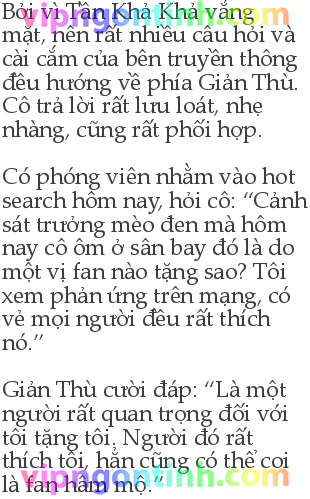 Bởi vì Tần Khả Khả vắng
mặt, nên rất nhiều câu hỏi và
cài cắm của bên truyền thông
đều hướng về phía Giản Thù.
Cô trả lời rất lưu loát, nhẹ
nhàng, cũng rất phối hợp.
Có phóng viên nhằm vào hot
search hôm nay, hỏi cô: “Cảnh
sát trưởng mèo đen mà hôm
nay cô ôm ở sân bay đó là do
một vị fan nào tặng sao? Tôi
xem phản ứng trên mạng, có
vẻ mọi người đều rất thích
nó.”
Giản Thù cười đáp: “Là một
người rất quan trọng đối với
tôi tặng tôi. Người đó rất
thích tôi, hẳn cũng có thể coi
là fan hâm mộ.”
vipngontinh.com
vipngontinh.com